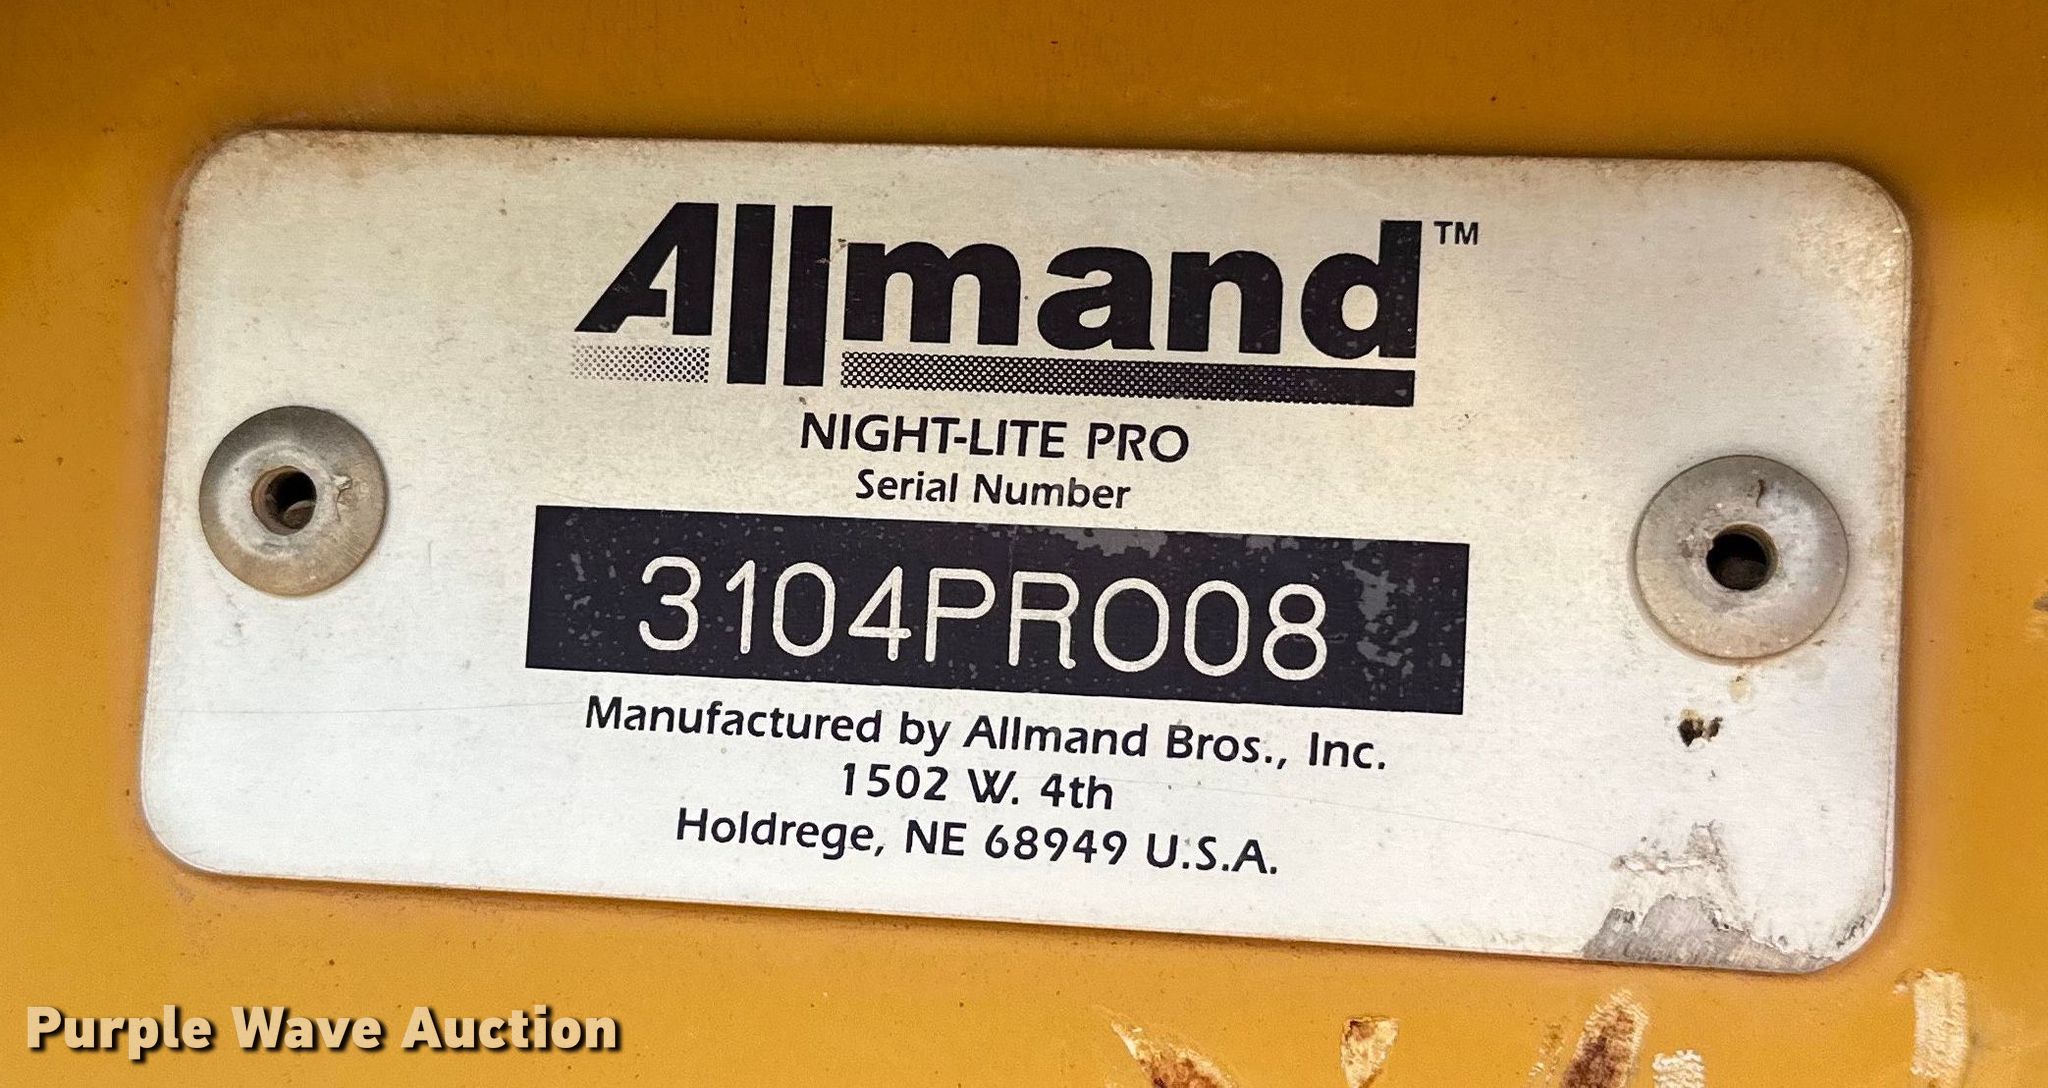 Allmand™
NIGHT-LITE PRO
Serial Number
3104PRO08
Manufactured by Allmand Bros., Inc.
1502 W. 4th
Holdrege, NE 68949 U.S.A.
Purple Wave Auction